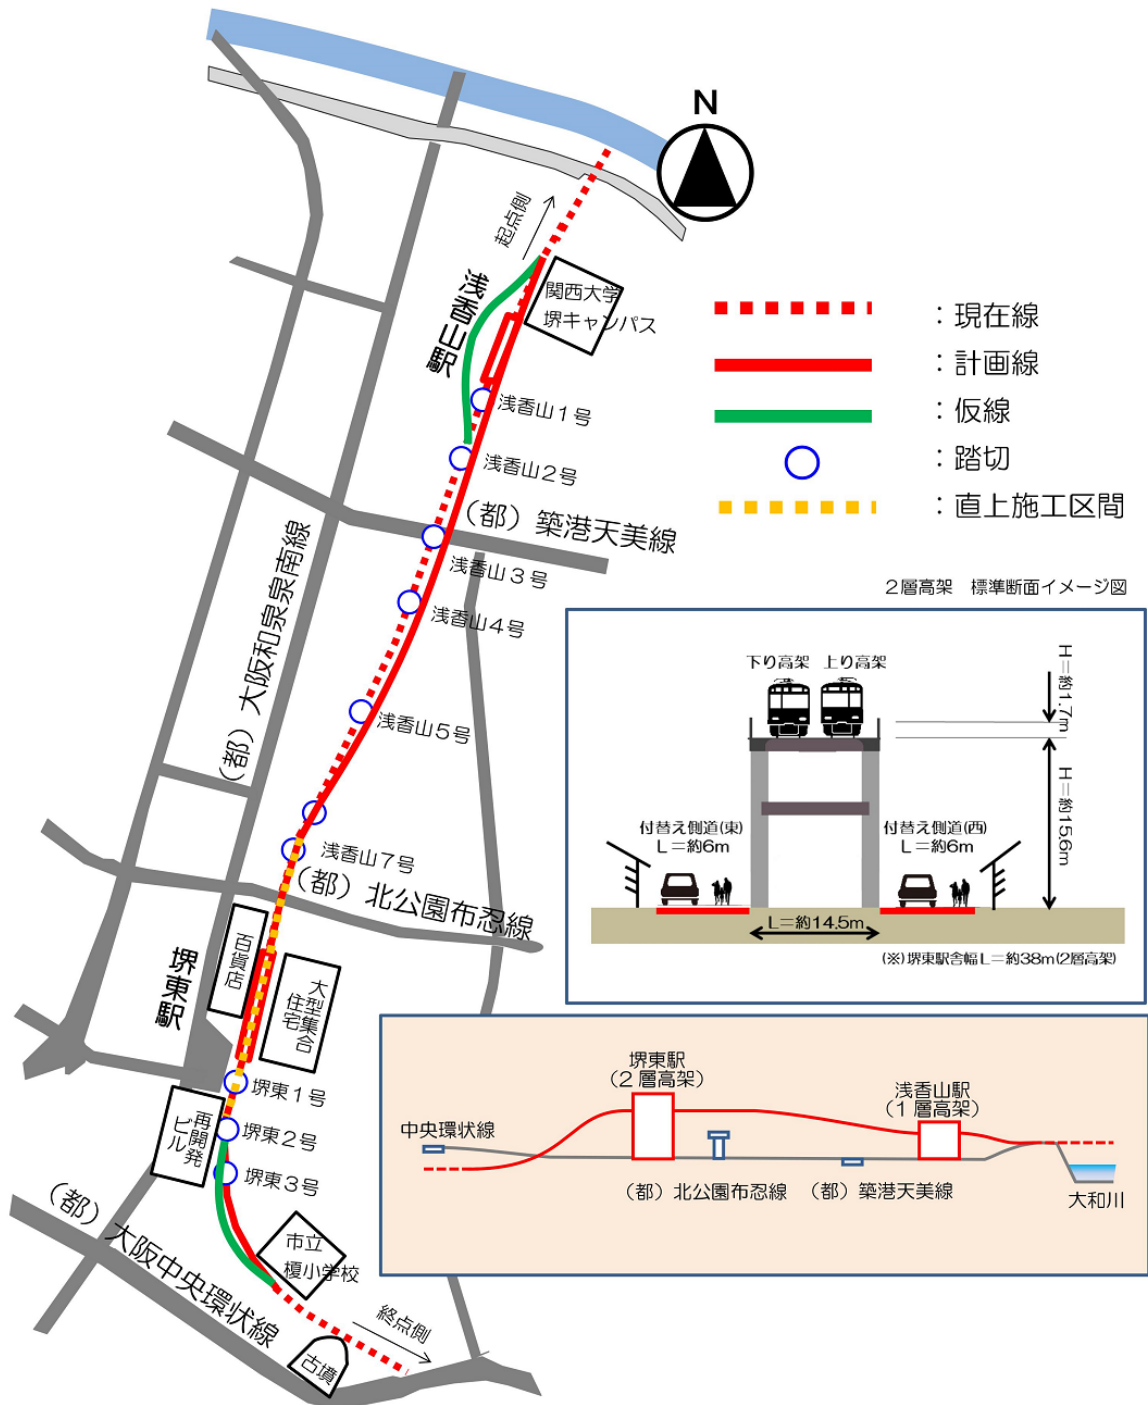 N
起点側
浅香山駅
関西大学
堺キャンパス
：現在線
：計画線
：仮線
：踏切
：直上施工区間
浅香山１号
浅香山２号
（都）築港天美線
浅香山３号
浅香山４号
（都）大阪和泉泉南線
浅香山５号
浅香山７号
（都）北公園布忍線
百貨店
堺東駅
大型集合
住宅
堺東１号
再開発
ビル
堺東２号
堺東３号
（都）大阪中央環状線
市立
榎小学校
終点側
古墳
２層高架　標準断面イメージ図
下り高架
上り高架
H＝約1.7m
H＝約15.6m
付替え側道(東)
L＝約6m
付替え側道(西)
L＝約6m
L＝約14.5m
(※)堺東駅舎幅L＝約38m(2層高架)
堺東駅
（２層高架）
浅香山駅
（１層高架）
中央環状線
（都）北公園布忍線
（都）築港天美線
大和川